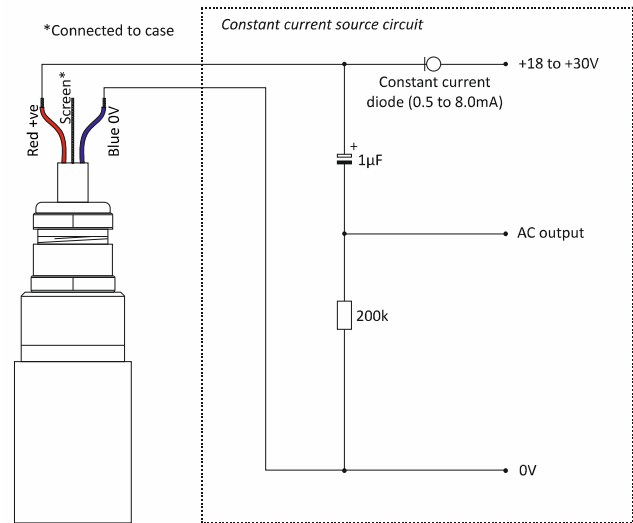 *Connected to case
Constant current source circuit
+18 to +30V
Constant current
diode (0.5 to 8.0mA)
Red +ve
Screen*
Blue 0V
+
1µF
AC output
200k
0V